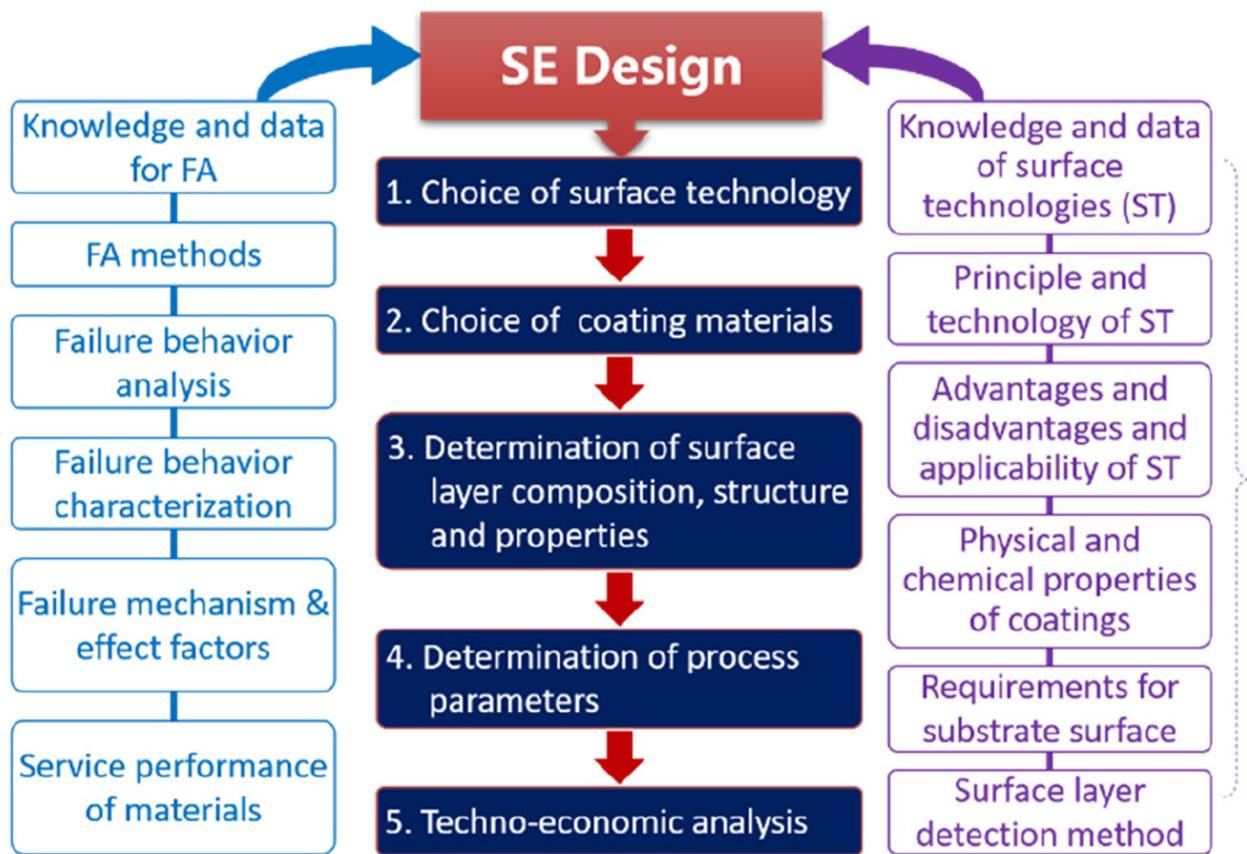 SE Design
Knowledge and data
for FA
FA methods
Failure behavior
analysis
Failure behavior
characterization
Failure mechanism &
effect factors
Service performance
of materials
1. Choice of surface technology
2. Choice of coating materials
3. Determination of surface
layer composition, structure
and properties
4. Determination of process
parameters
5. Techno-economic analysis
Knowledge and data
of surface
technologies (ST)
Principle and
technology of ST
Advantages and
disadvantages and
applicability of ST
Physical and
chemical properties
of coatings
Requirements for
substrate surface
Surface layer
detection method